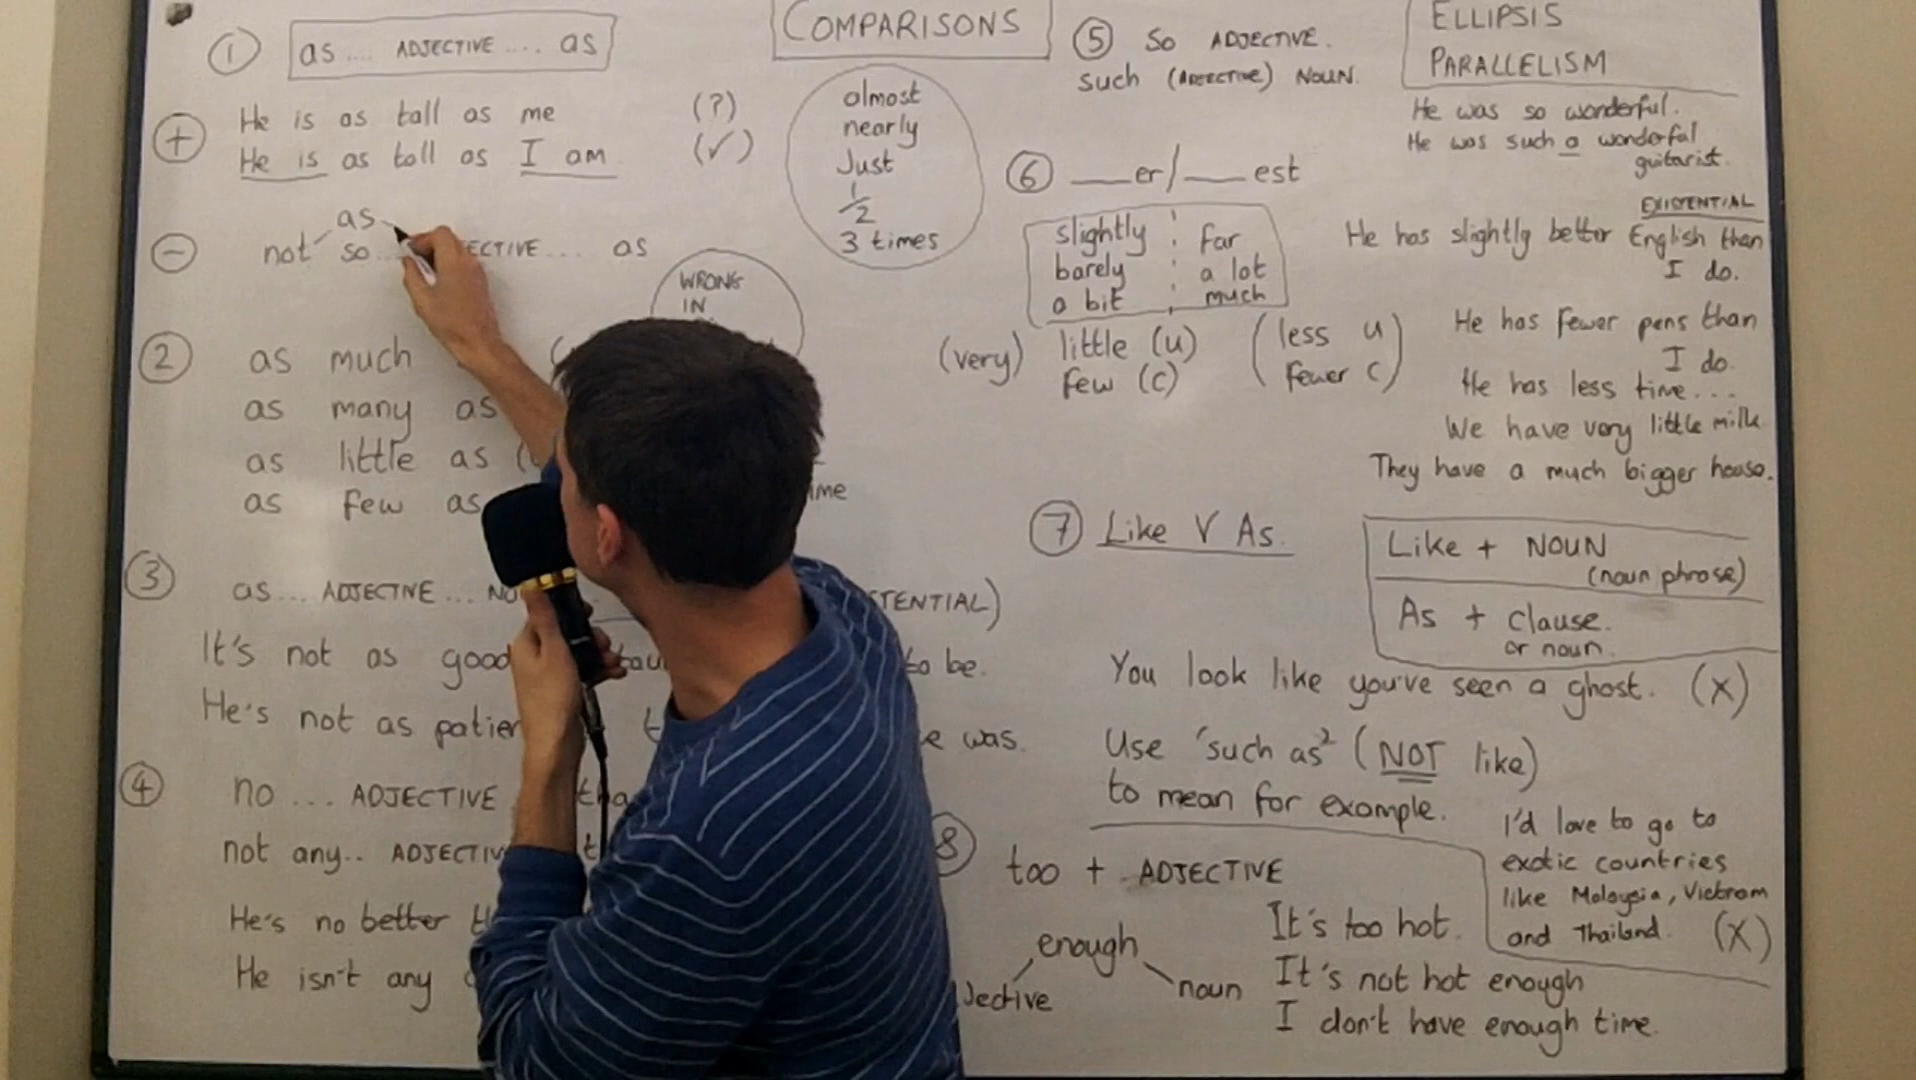 COMPARISONS
① as .... ADJECTIVE .... as
+ He is as tall as me (?)
He is as tall as I am (✓)
almost
nearly
Just
1/2
3 times
- not as
so ... ECTIVE .... as
WRONG
IN
② as much
as many as
as little as
as few as
③ as ... ADJECTIVE ...
It's not as good to be.
He's not as was.
④ no ... ADJECTIVE
not any..
He's no better
He isn't any
⑤ So ADJECTIVE.
such (ADJECTIVE) NOUN.
ELLIPSIS
PARALLELISM
He was so wonderful.
He was such a wonderful
guitarist.
⑥ ___er/___est
slightly far
barely a lot
a bit much
EXISTENTIAL
He has slightly better English than
I do.
(very) little (u) (less u)
few (c) (fewer c)
He has fewer pens than
I do.
He has less time...
We have very little milk
They have a much bigger house.
⑦ Like V As.
Like + NOUN
(noun phrase)
As + clause.
or noun.
You look like you've seen a ghost. (X)
Use 'such as' (NOT like)
to mean for example.
I'd love to go to
exotic countries
like Malaysia, Vietnam
and Thailand. (X)
⑧ too + ADJECTIVE
It's too hot.
enough
noun
It's not hot enough
I don't have enough time.